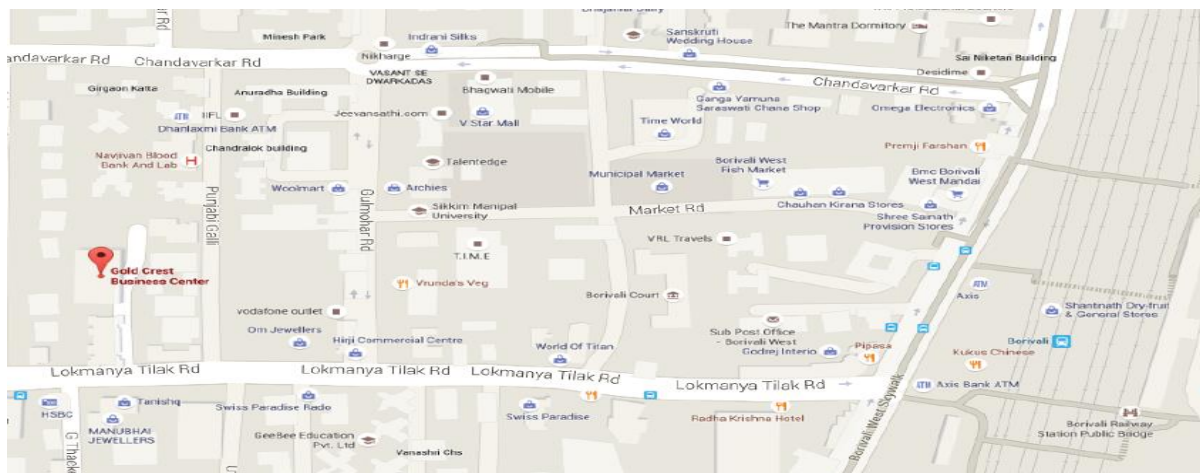 Minesh Park
Indrani Silks
Nikharge
Sanskruti
Wedding House
The Mantra Dormitory
Sai Niketan Building
andavarkar Rd
Chandavarkar Rd
VASANT SE
DWARKADAS
Desidime
Chandavarkar Rd
Girgaon Katta
Anuradha Building
Bhagwati Mobile
Ganga Yamuna
Saraswati Chana Shop
Omega Electronics
IIFL
Dhanlaxmi Bank ATM
Jeevansathi.com
V Star Mall
Time World
Chandralok building
Navjivan Blood
Bank And Lab
Talentedge
Borivali West
Fish Market
Premji Farshan
Woolmart
Archies
Municipal Market
Bmc Borivali
West Mandai
Punjabi Galli
Gulmohar Rd
Sikkim Manipal
University
Market Rd
Chauhan Kirana Stores
Shree Sainath
Provision Stores
VRL Travels
T.I.M.E
Gold Crest
Business Center
Vrunda's Veg
Borivali Court
Axis
vodafone outlet
Shantinath Dry-fruit
& General Stores
Om Jewellers
Hirji Commercial Centre
World Of Titan
Sub Post Office
- Borivali West
Godrej Interio
Pipasa
Borivali
Kukus Chinese
Lokmanya Tilak Rd
Lokmanya Tilak Rd
Lokmanya Tilak Rd
Lokmanya Tilak Rd
Axis Bank ATM
HSBC
Tanishq
MANUBHAI
JEWELLERS
Swiss Paradise Rado
Swiss Paradise
Radha Krishna Hotel
Borivali West Skywalk
Borivali Railway
Station Public Bridge
G Thacke
GeeBee Education
Pvt. Ltd
Vanashri Chs